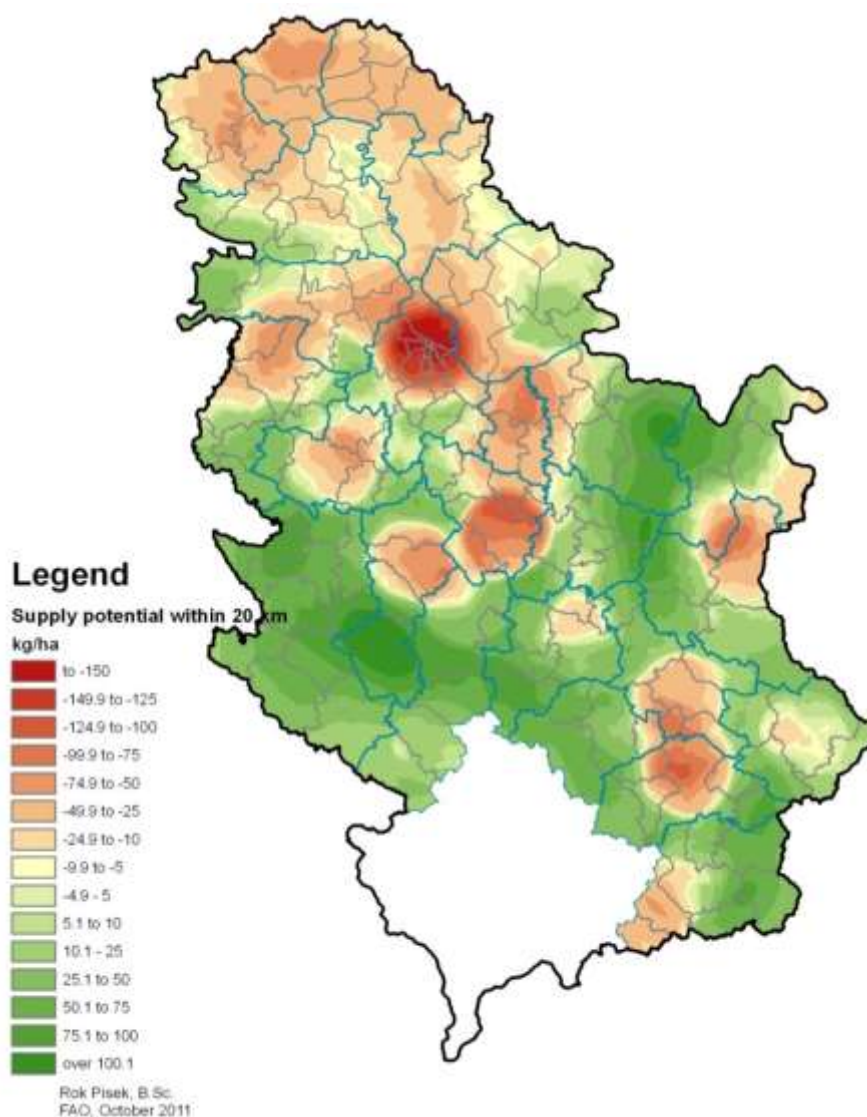 Legend
Supply potential within 20 km
kg/ha
to -150
-149.9 to -125
-124.9 to -100
-99.9 to -75
-74.9 to -50
-49.9 to -25
-24.9 to -10
-9.9 to -5
-4.9 - 5
5.1 to 10
10.1 - 25
25.1 to 50
50.1 to 75
75.1 to 100
over 100.1
Rok Pisek, B.Sc.
FAO, October 2011